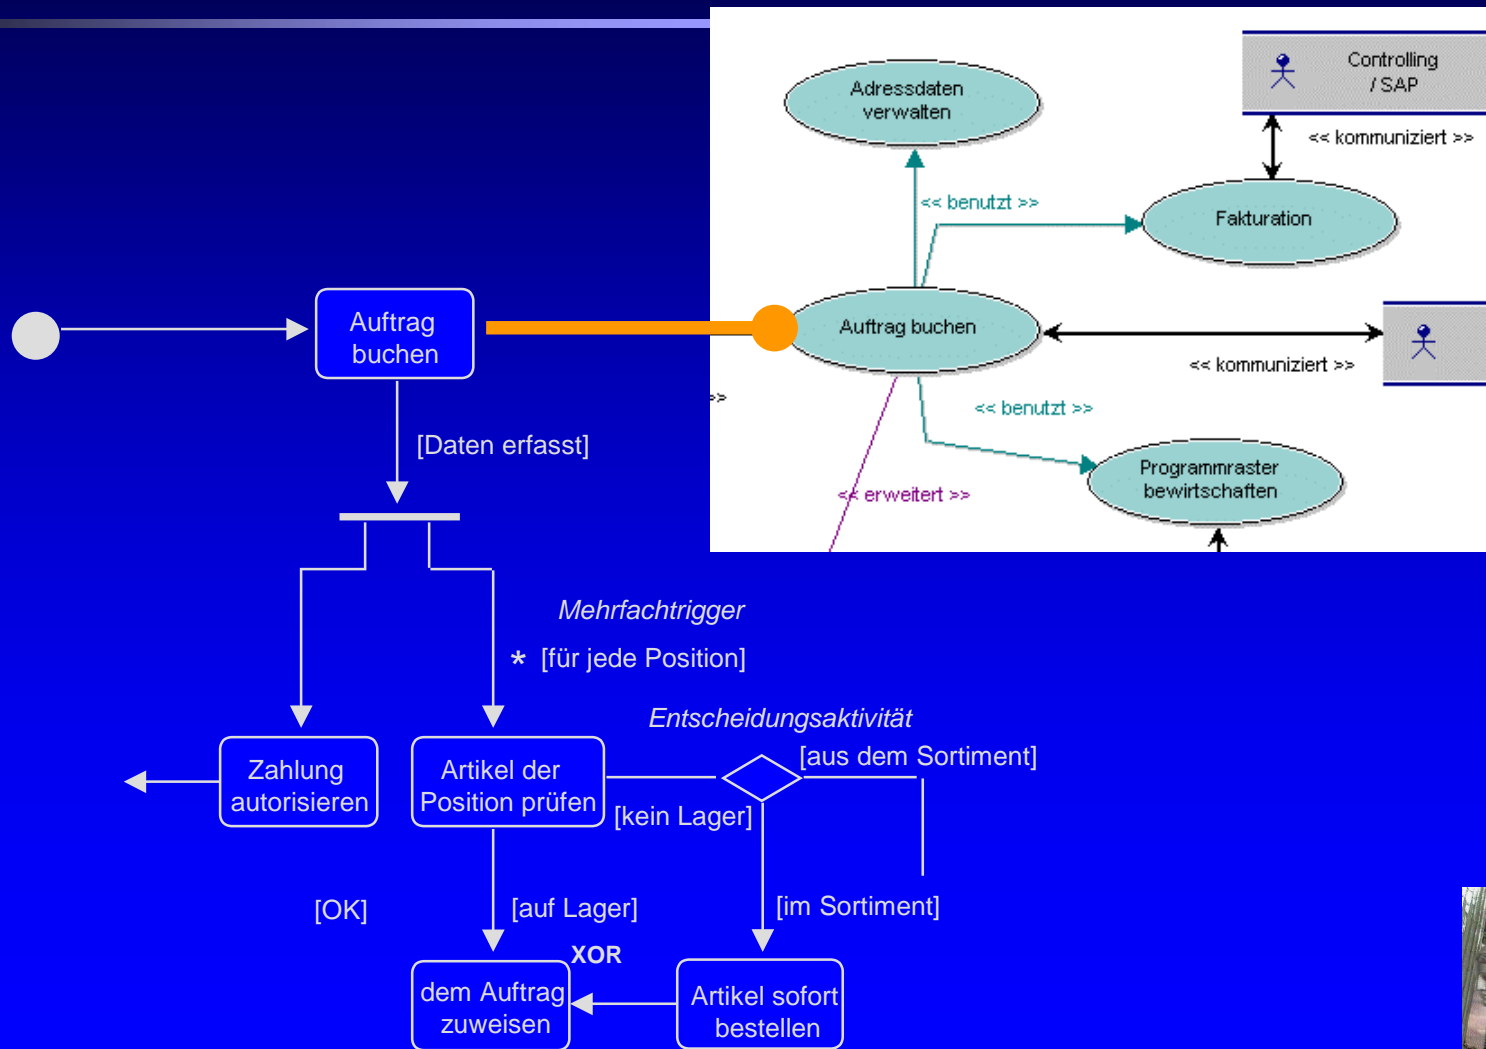 Controlling
/ SAP
Adressdaten
verwalten
<< kommuniziert >>
<< benutzt >>
Fakturation
Auftrag
buchen
Auftrag buchen
<< kommuniziert >>
>>
<< benutzt >>
[Daten erfasst]
Programmraster
bewirtschaften
<< erweitert >>
Mehrfachtrigger
* [für jede Position]
Entscheidungsaktivität
[aus dem Sortiment]
Zahlung
autorisieren
Artikel der
Position prüfen
[kein Lager]
[OK]
[auf Lager]
[im Sortiment]
XOR
dem Auftrag
zuweisen
Artikel sofort
bestellen